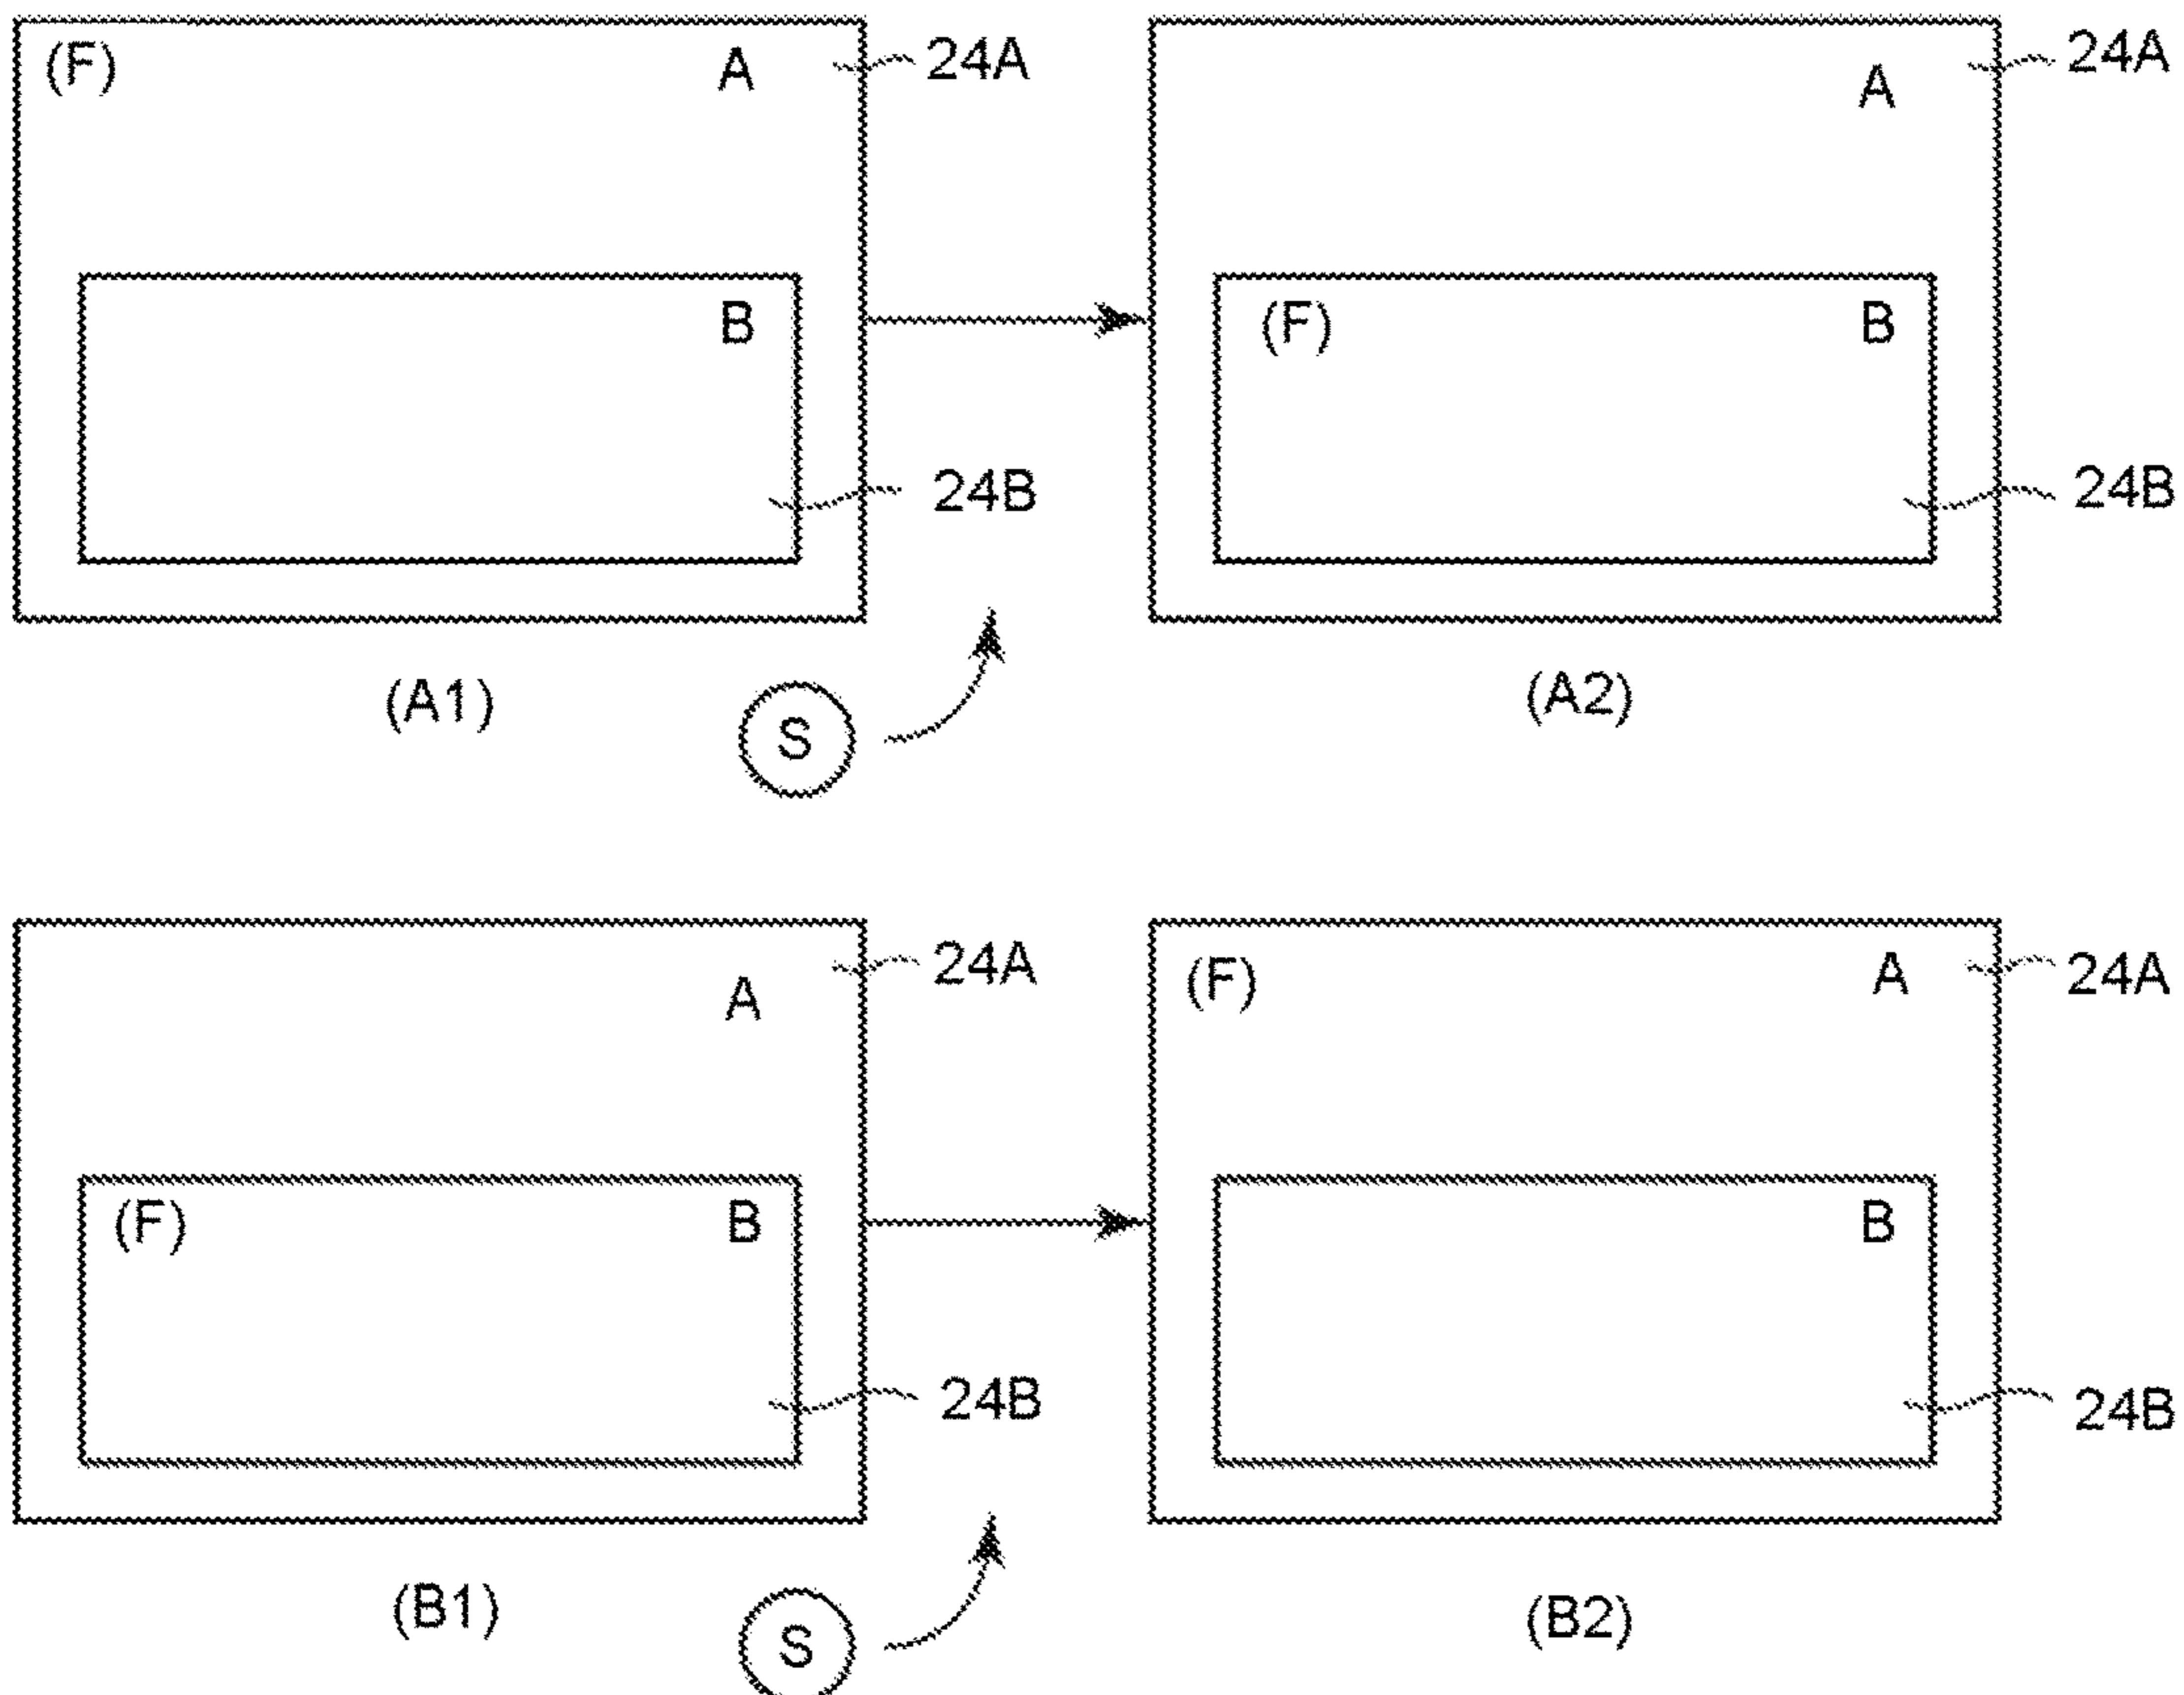 (F) A 24A A 24A
B (F) B
24B 24B
(A1) S (A2)
A 24A (F) A 24A
(F) B B
24B 24B
(B1) S (B2)